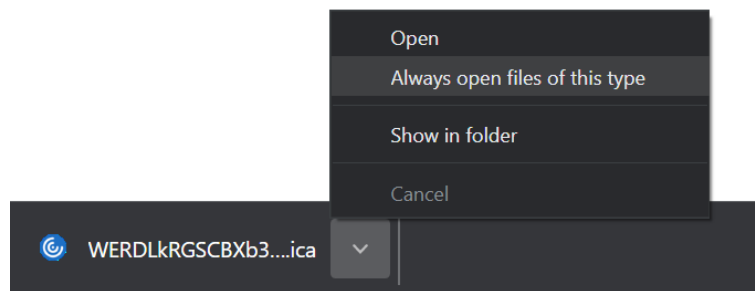 Open
Always open files of this type
Show in folder
Cancel
WERDLkRGSCBXb3....ica